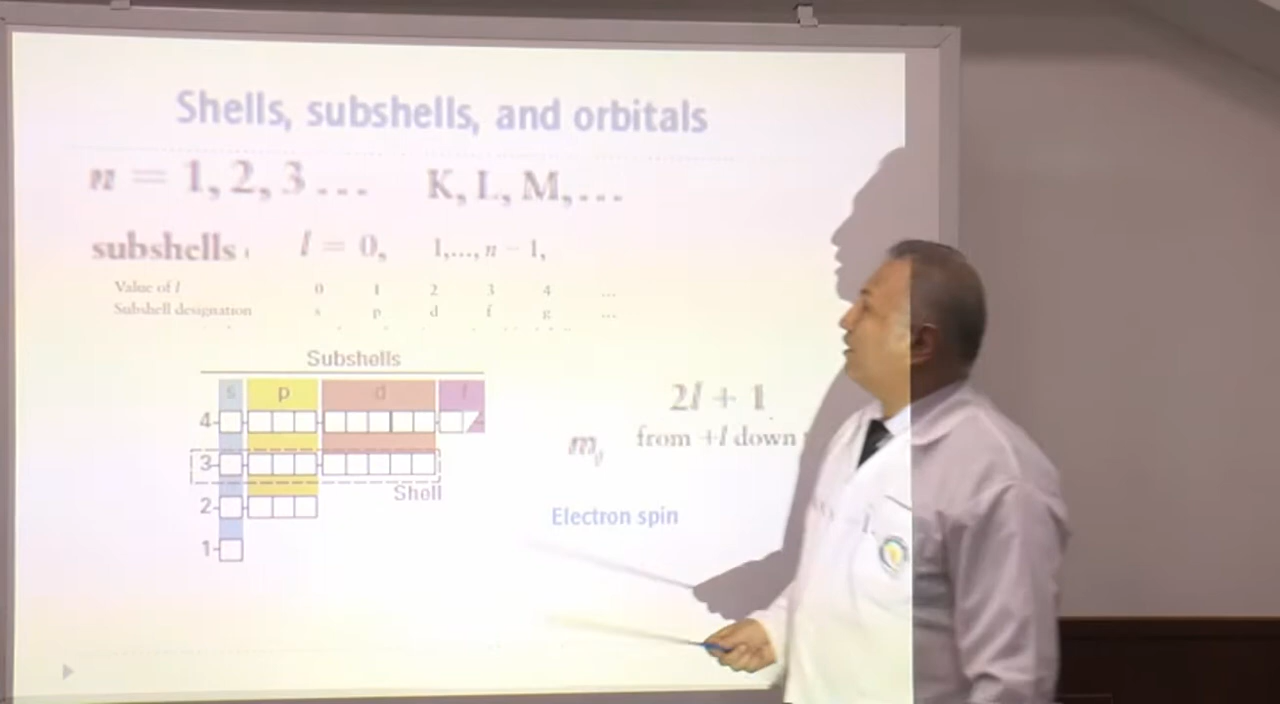 Shells, subshells, and orbitals
n = 1, 2, 3 ... K, L, M, ...
subshells l = 0, 1,..., n − 1,
Value of l 0 1 2 3 4 ...
Subshell designation s p d f g ...
Subshells
s p d f
4
3
Shell
2
1
2l + 1
from +l down
m_l
Electron spin